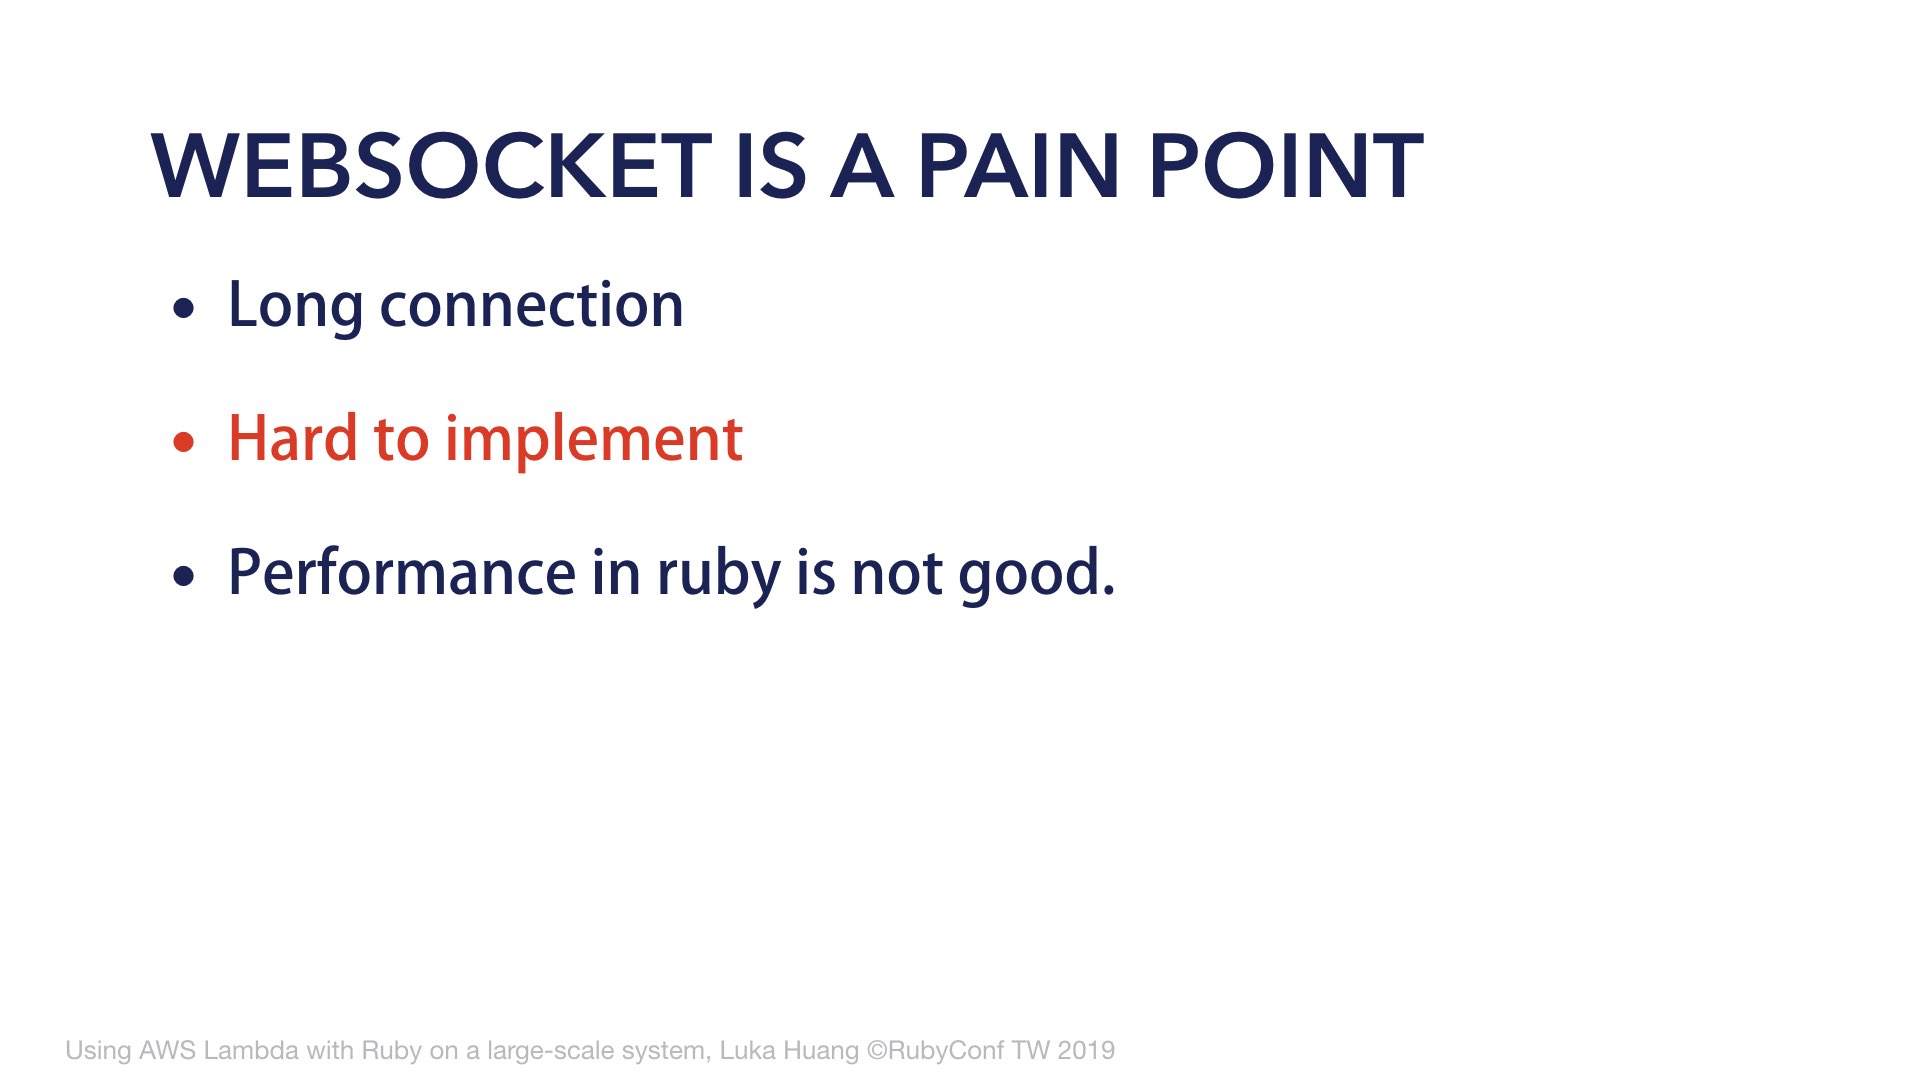 WEBSOCKET IS A PAIN POINT
• Long connection
• Hard to implement
• Performance in ruby is not good.
Using AWS Lambda with Ruby on a large-scale system, Luka Huang ©RubyConf TW 2019